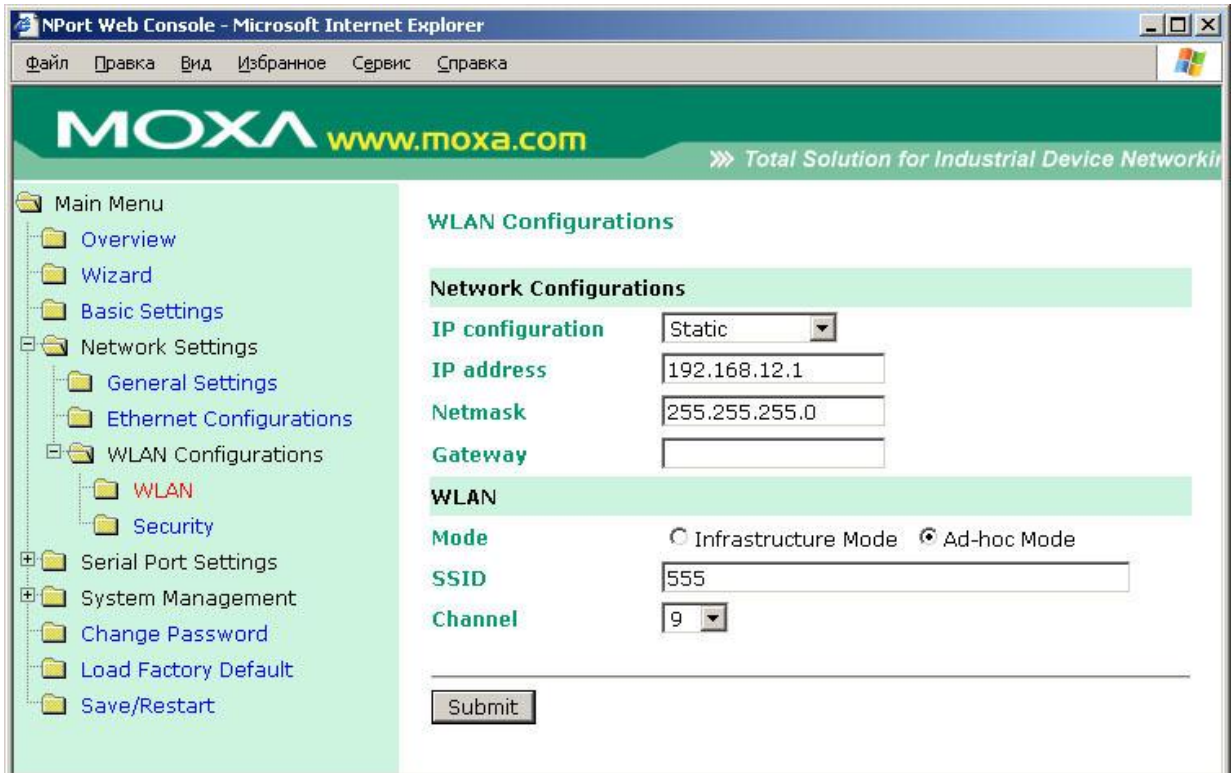 NPort Web Console - Microsoft Internet Explorer
Файл Правка Вид Избранное Сервис Справка
MOXA www.moxa.com
Total Solution for Industrial Device
Main Menu
Overview
Wizard
Basic Settings
Network Settings
General Settings
Ethernet Configurations
WLAN Configurations
WLAN
Security
Serial Port Settings
System Management
Change Password
Load Factory Default
Save/Restart
WLAN Configurations
Network Configurations
IP configuration Static
IP address 192.168.12.1
Netmask 255.255.255.0
Gateway
WLAN
Mode Infrastructure Mode Ad-hoc Mode
SSID 555
Channel 9
Submit